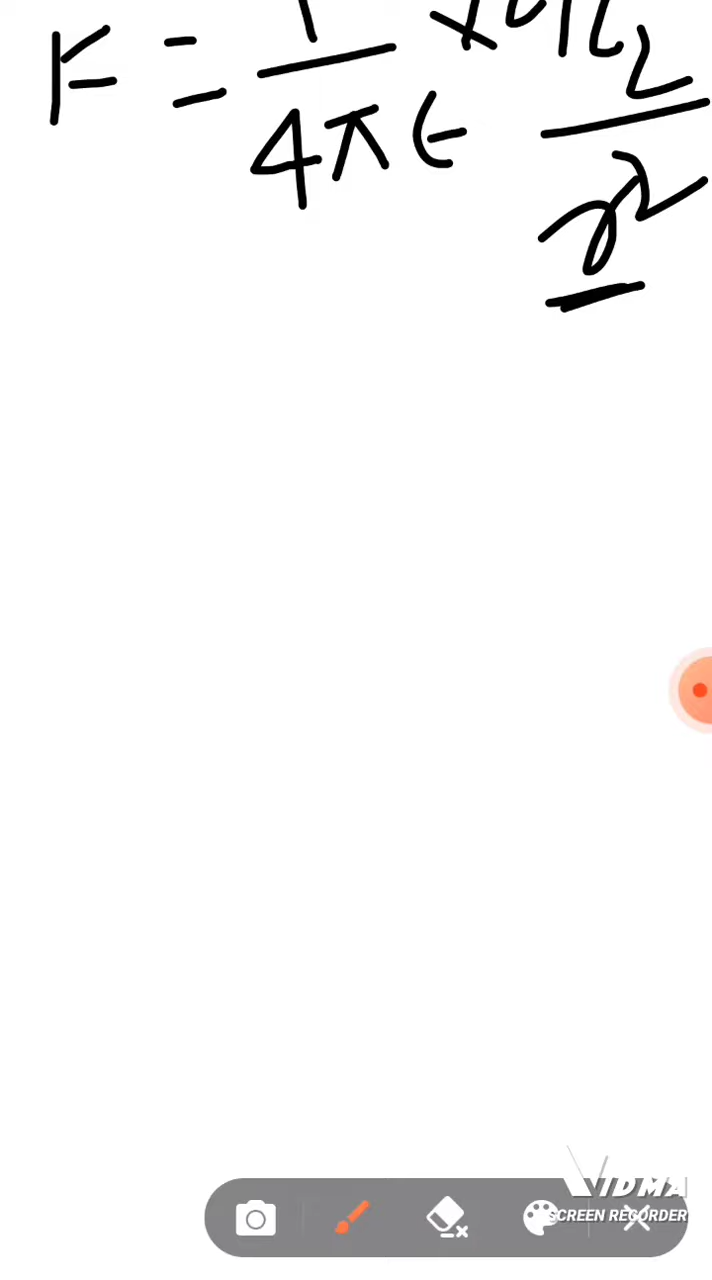 F = 1/4πε × q₁q₂/r²
VIDMA
SCREEN RECORDER